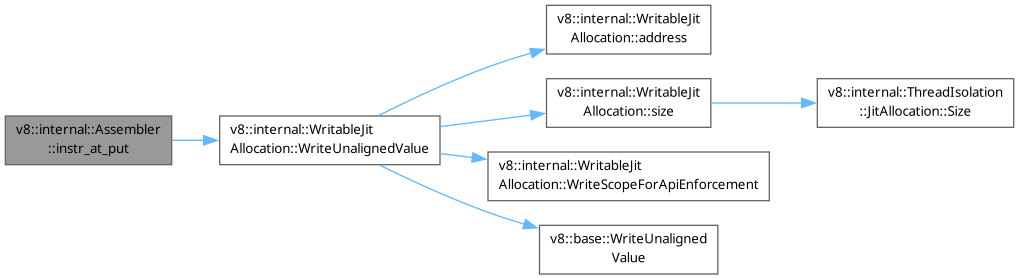 v8::internal::Assembler
::instr_at_put
v8::internal::WritableJit
Allocation::WriteUnalignedValue
v8::internal::WritableJit
Allocation::address
v8::internal::WritableJit
Allocation::size
v8::internal::ThreadIsolation
::JitAllocation::Size
v8::internal::WritableJit
Allocation::WriteScopeForApiEnforcement
v8::base::WriteUnaligned
Value